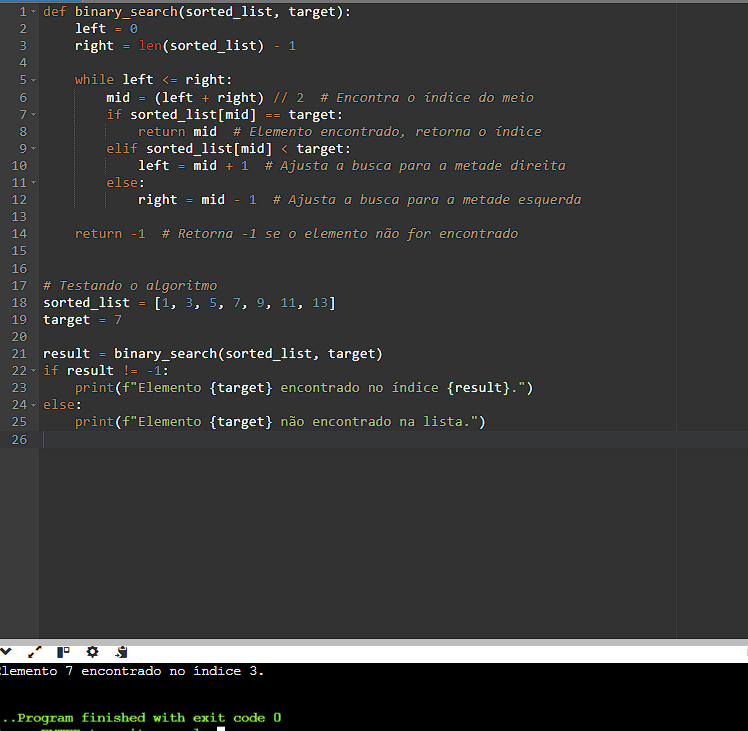 1 def binary_search(sorted_list, target):
2     left = 0
3     right = len(sorted_list) - 1
4
5     while left <= right:
6         mid = (left + right) // 2  # Encontra o índice do meio
7         if sorted_list[mid] == target:
8             return mid  # Elemento encontrado, retorna o índice
9         elif sorted_list[mid] < target:
10             left = mid + 1  # Ajusta a busca para a metade direita
11         else:
12             right = mid - 1  # Ajusta a busca para a metade esquerda
13
14     return -1  # Retorna -1 se o elemento não for encontrado
15
16
17 # Testando o algoritmo
18 sorted_list = [1, 3, 5, 7, 9, 11, 13]
19 target = 7
20
21 result = binary_search(sorted_list, target)
22 if result != -1:
23     print(f"Elemento {target} encontrado no índice {result}.")
24 else:
25     print(f"Elemento {target} não encontrado na lista.")
26
lemento 7 encontrado no índice 3.
..Program finished with exit code 0